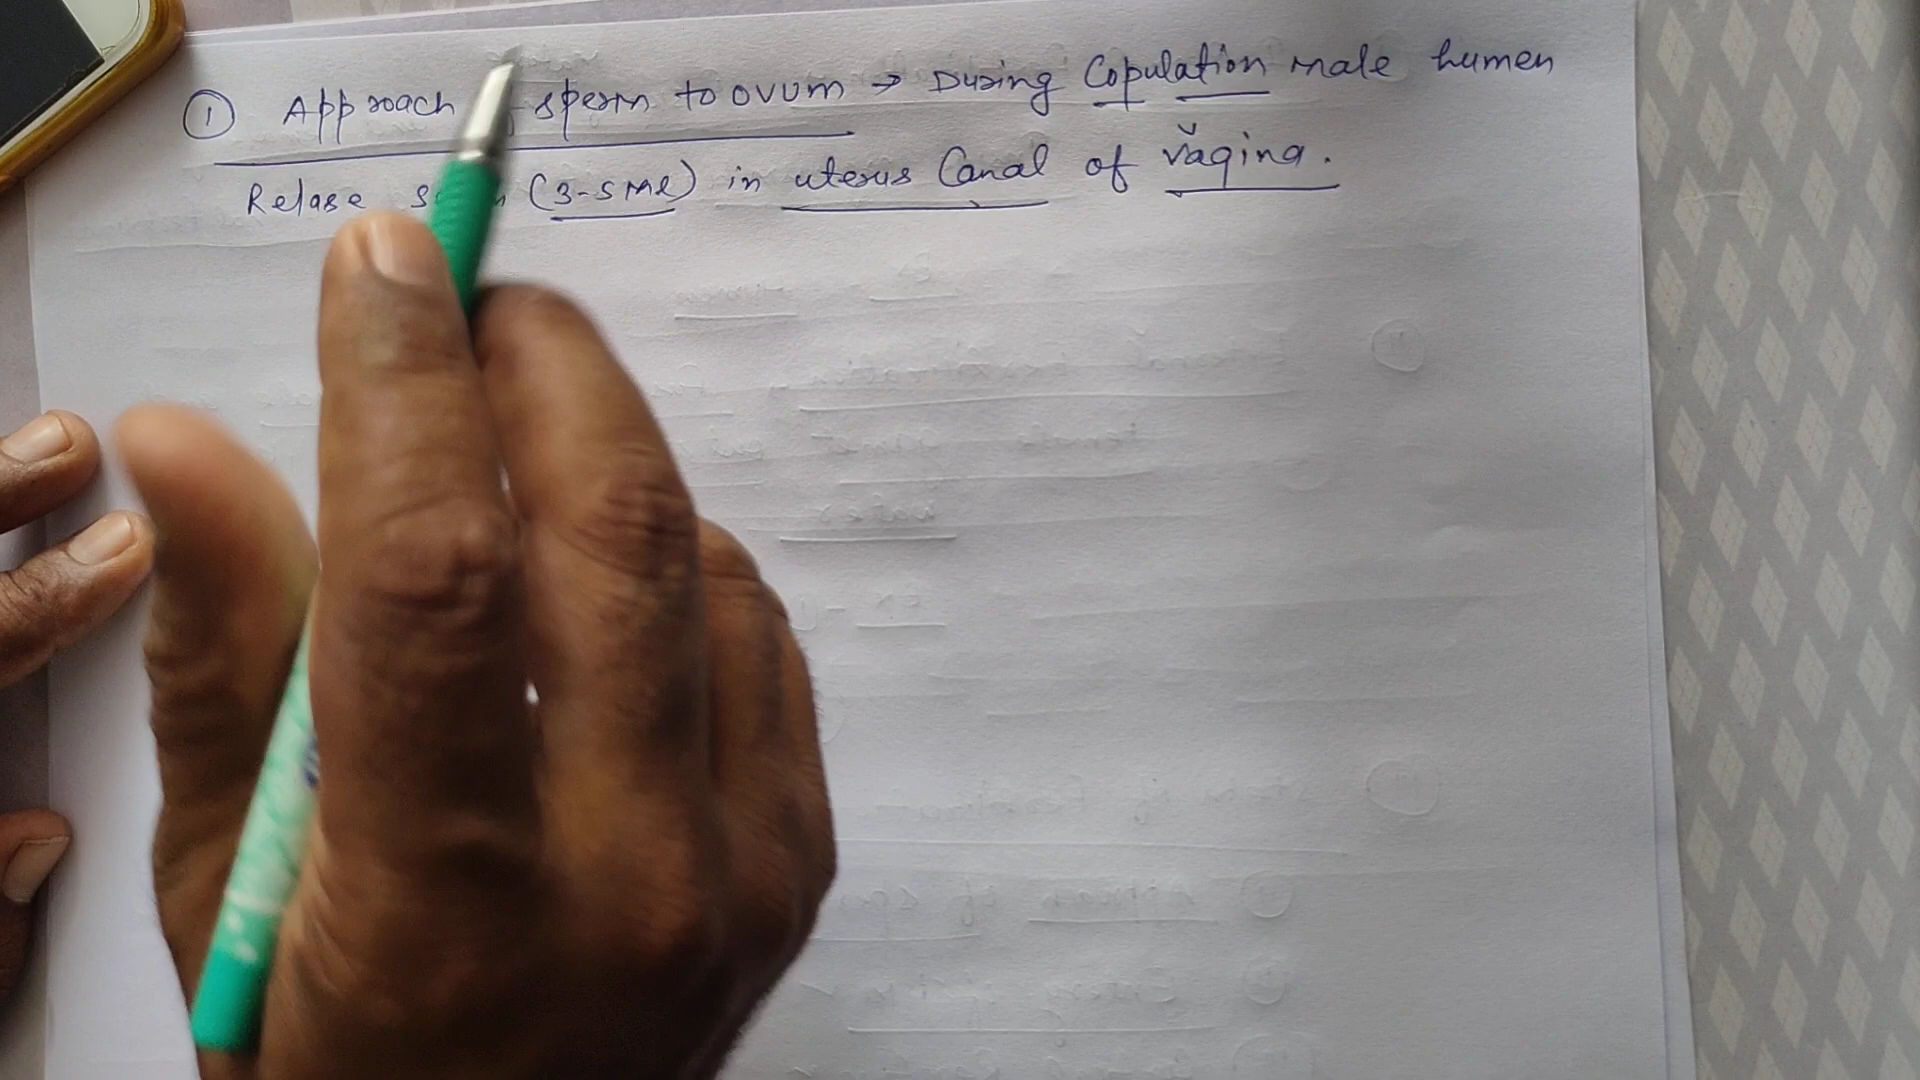 ① Approach sperm to ovum → During Copulation male humen
Relase (3-5 ml) in uterus Canal of vagina.